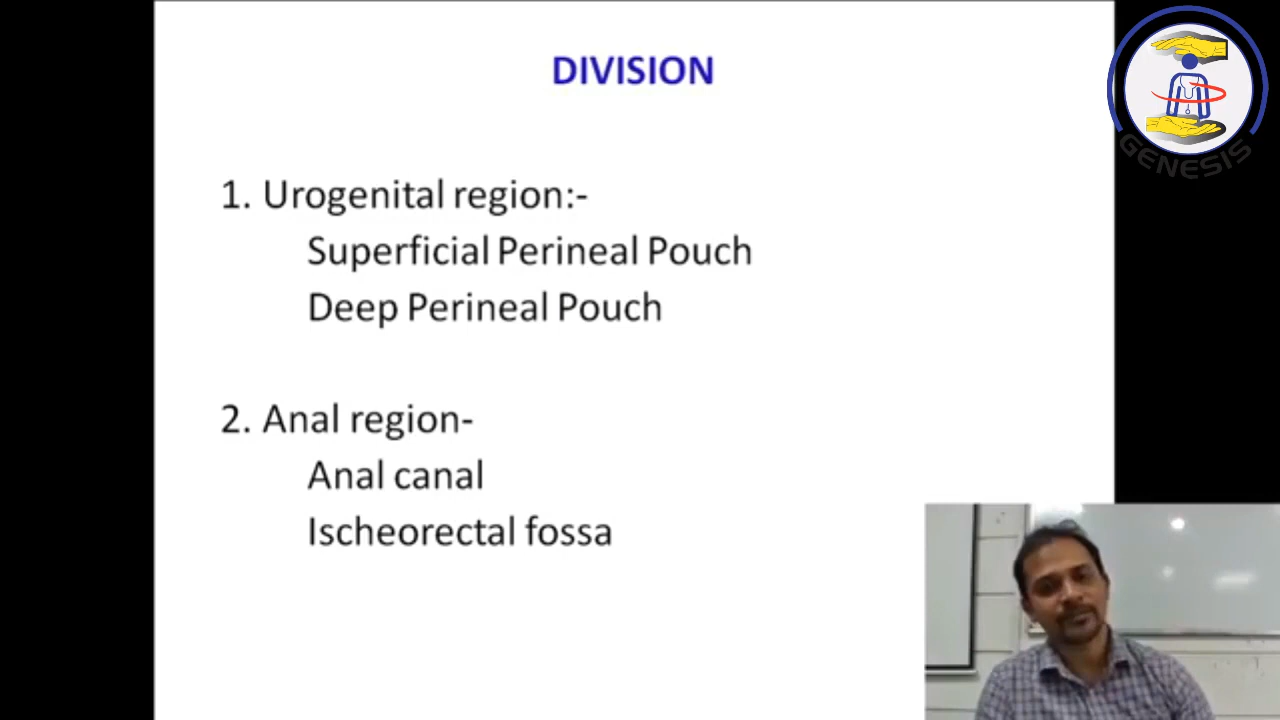 DIVISION
1. Urogenital region:-
Superficial Perineal Pouch
Deep Perineal Pouch
2. Anal region-
Anal canal
Ischeorectal fossa
GENESIS